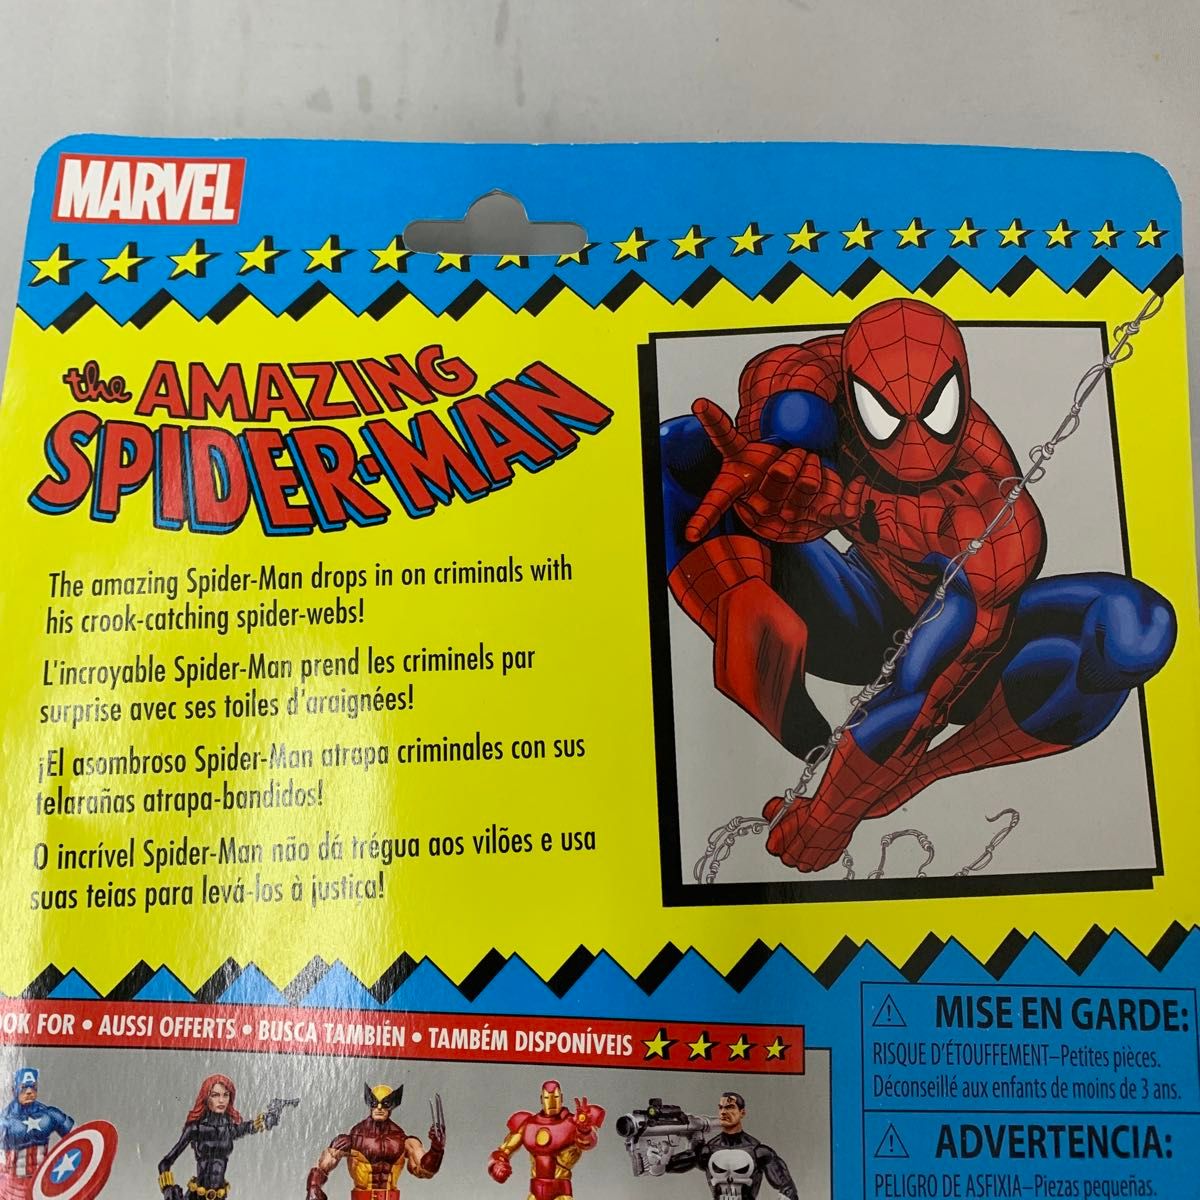 MARVEL
the AMAZING
SPIDER-MAN
The amazing Spider-Man drops in on criminals with
his crook-catching spider-webs!
L'incroyable Spider-Man prend les criminels par
surprise avec ses toiles d'araignées!
¡El asombroso Spider-Man atrapa criminales con sus
telarañas atrapa-bandidos!
O incrível Spider-Man não dá trégua aos vilões e usa
suas teias para levá-los à justiça!
OK FOR • AUSSI OFFERTS • BUSCA TAMBIÉN • TAMBÉM DISPONÍVEIS
MISE EN GARDE:
RISQUE D'ÉTOUFFEMENT–Petites pièces.
Déconseillé aux enfants de moins de 3 ans.
ADVERTENCIA:
PELIGRO DE ASFIXIA–Piezas pequeñas.